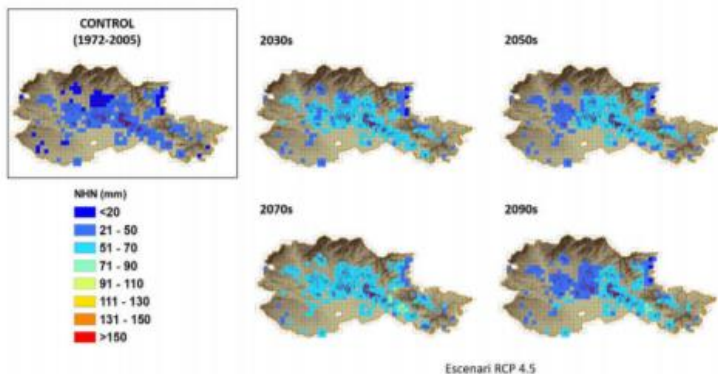 CONTROL
(1972-2005)
2030s
2050s
NHN (mm)
<20
21 - 50
51 - 70
71 - 90
91 - 110
111 - 130
131 - 150
>150
2070s
2090s
Escenari RCP 4.5